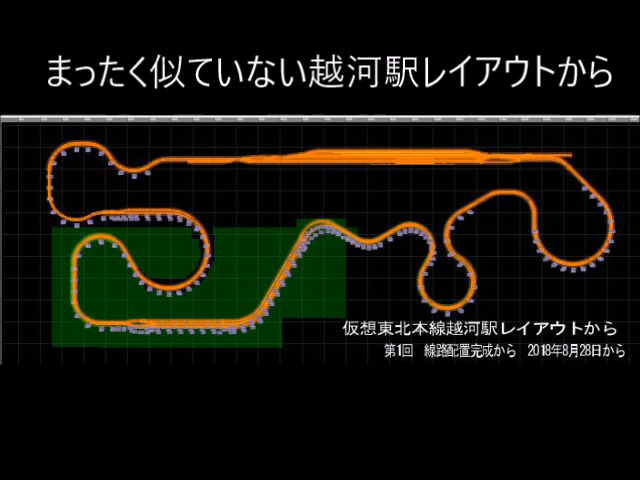 まったく似ていない越河駅レイアウトから
仮想東北本線越河駅レイアウトから
第1回　線路配置完成から　2018年8月28日から